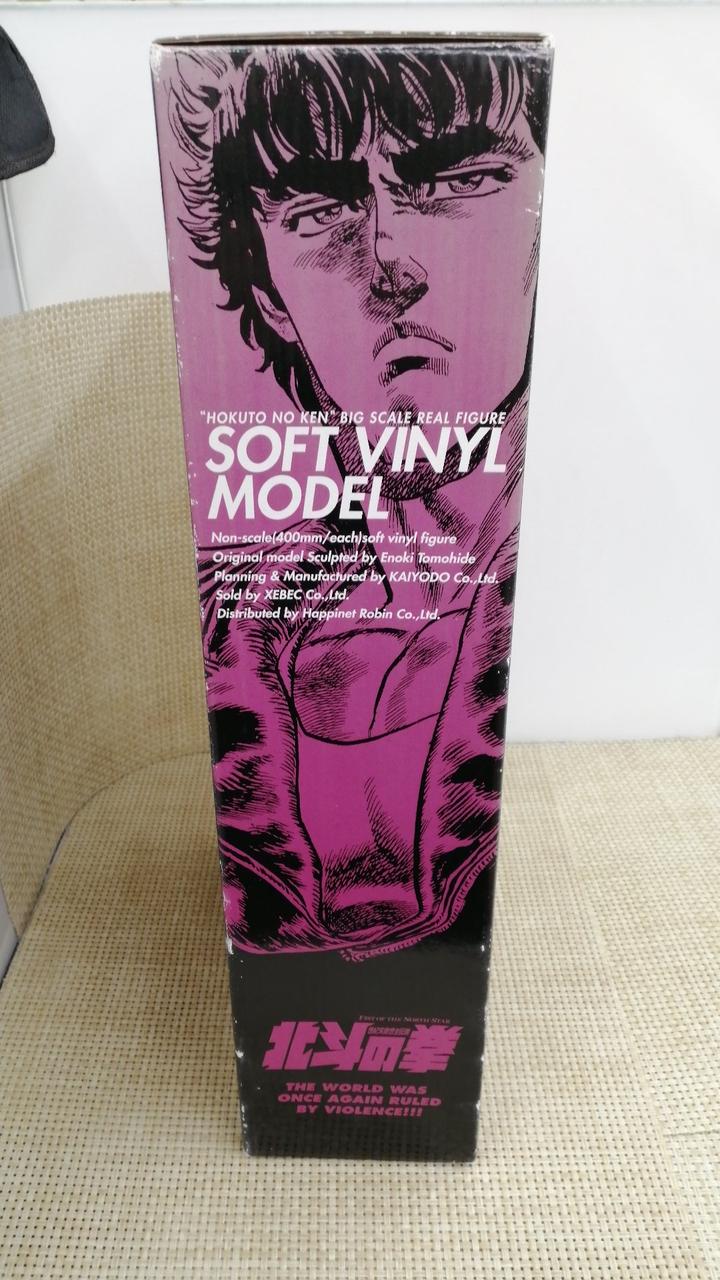 "HOKUTO NO KEN" BIG SCALE REAL FIGURE
SOFT VINYL
MODEL
Non-scale(400mm/each)soft vinyl figure
Original model Sculpted by Enoki Tomohide
Planning & Manufactured by KAIYODO Co.,Ltd.
Sold by XEBEC Co.,Ltd.
Distributed by Happinet Robin Co.,Ltd.
FIST OF THE NORTH STAR
北斗の拳
THE WORLD WAS
ONCE AGAIN RULED
BY VIOLENCE!!!